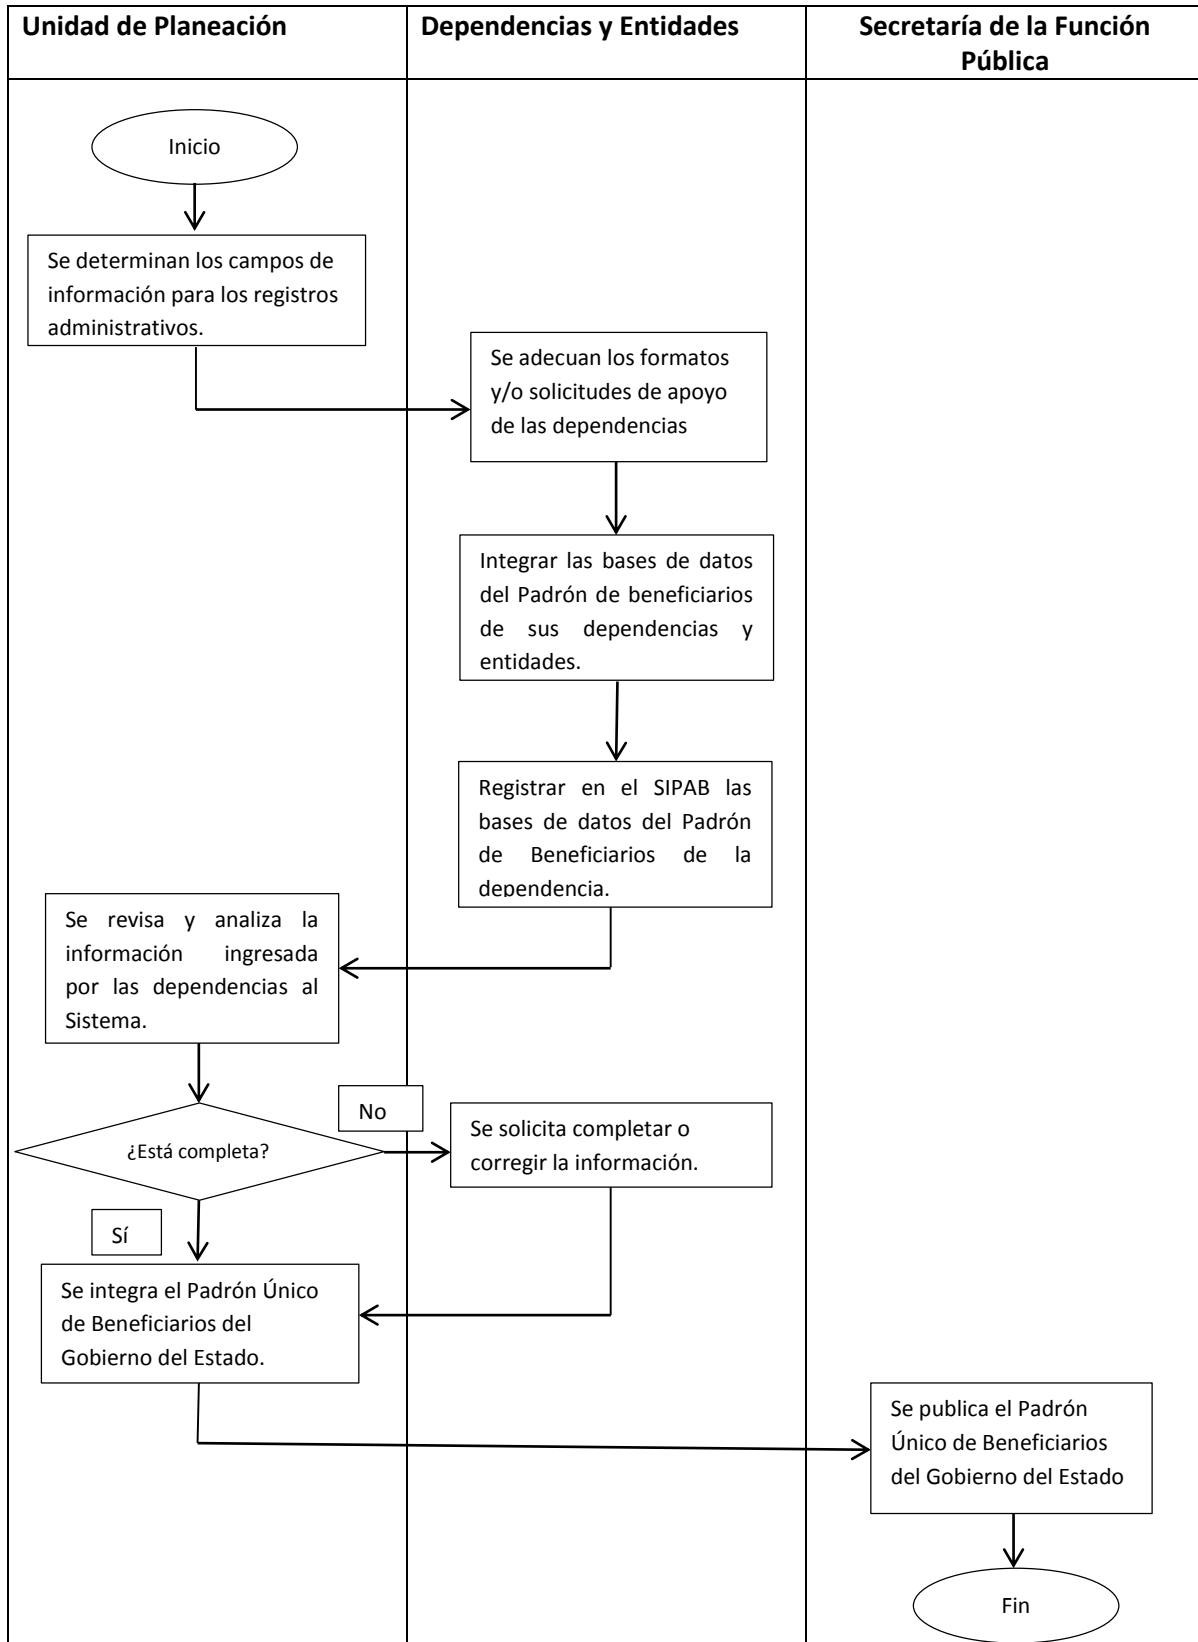 Unidad de Planeación
Dependencias y Entidades
Secretaría de la Función
Pública
Inicio
Se determinan los campos de
información para los registros
administrativos.
Se adecuan los formatos
y/o solicitudes de apoyo
de las dependencias
Integrar las bases de datos
del Padrón de beneficiarios
de sus dependencias y
entidades.
Registrar en el SIPAB las
bases de datos del Padrón
de Beneficiarios de la
dependencia.
Se revisa y analiza la
información ingresada
por las dependencias al
Sistema.
¿Está completa?
No
Se solicita completar o
corregir la información.
Sí
Se integra el Padrón Único
de Beneficiarios del
Gobierno del Estado.
Se publica el Padrón
Único de Beneficiarios
del Gobierno del Estado
Fin